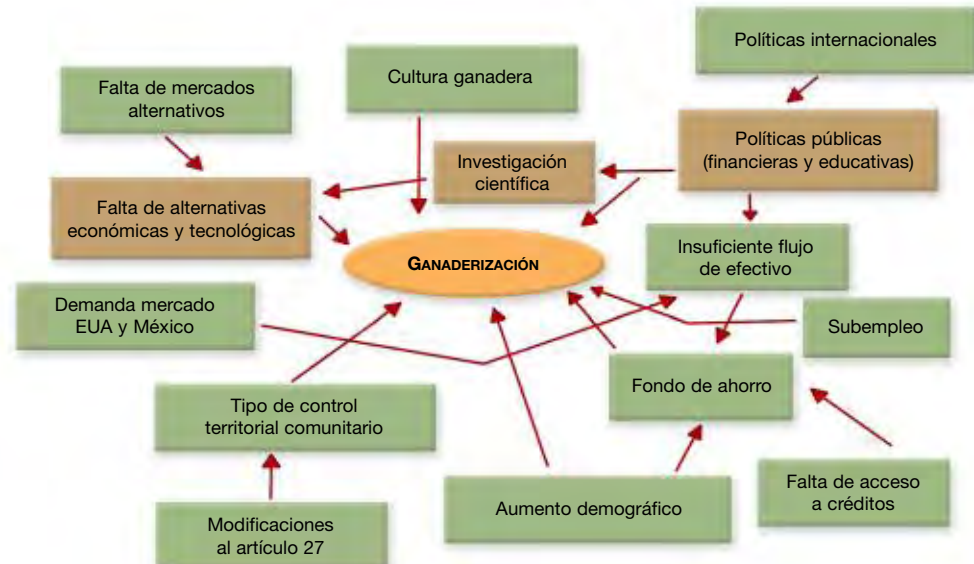 Políticas internacionales
Cultura ganadera
Falta de mercados
alternativos
Políticas públicas
(financieras y educativas)
Investigación
científica
Falta de alternativas
económicas y tecnológicas
Insuficiente flujo
de efectivo
GANADERIZACIÓN
Demanda mercado
EUA y México
Subempleo
Fondo de ahorro
Tipo de control
territorial comunitario
Falta de acceso
a créditos
Aumento demográfico
Modificaciones
al artículo 27